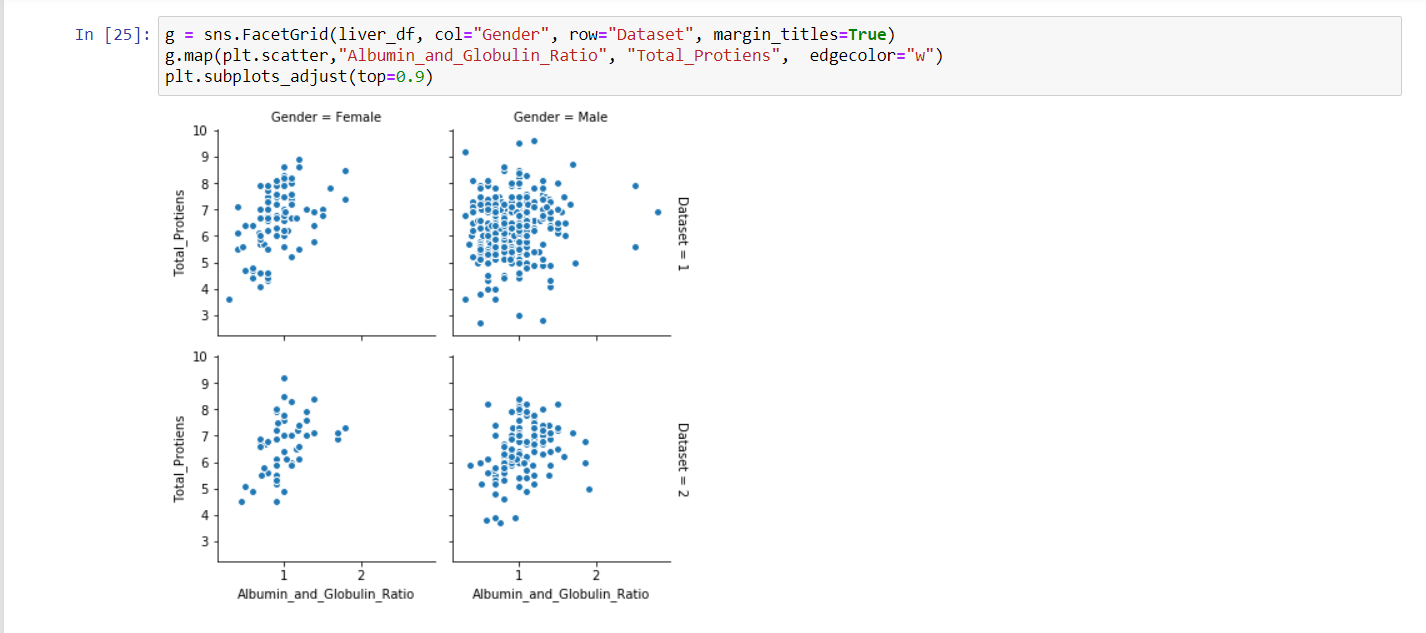 In [25]: g = sns.FacetGrid(liver_df, col="Gender", row="Dataset", margin_titles=True)
g.map(plt.scatter,"Albumin_and_Globulin_Ratio", "Total_Protiens",  edgecolor="w")
plt.subplots_adjust(top=0.9)
Gender = Female
Gender = Male
10
9
8
7
6
5
4
3
Total_Protiens
Dataset = 1
10
9
8
7
6
5
4
3
Total_Protiens
Dataset = 2
1 2
1 2
Albumin_and_Globulin_Ratio
Albumin_and_Globulin_Ratio